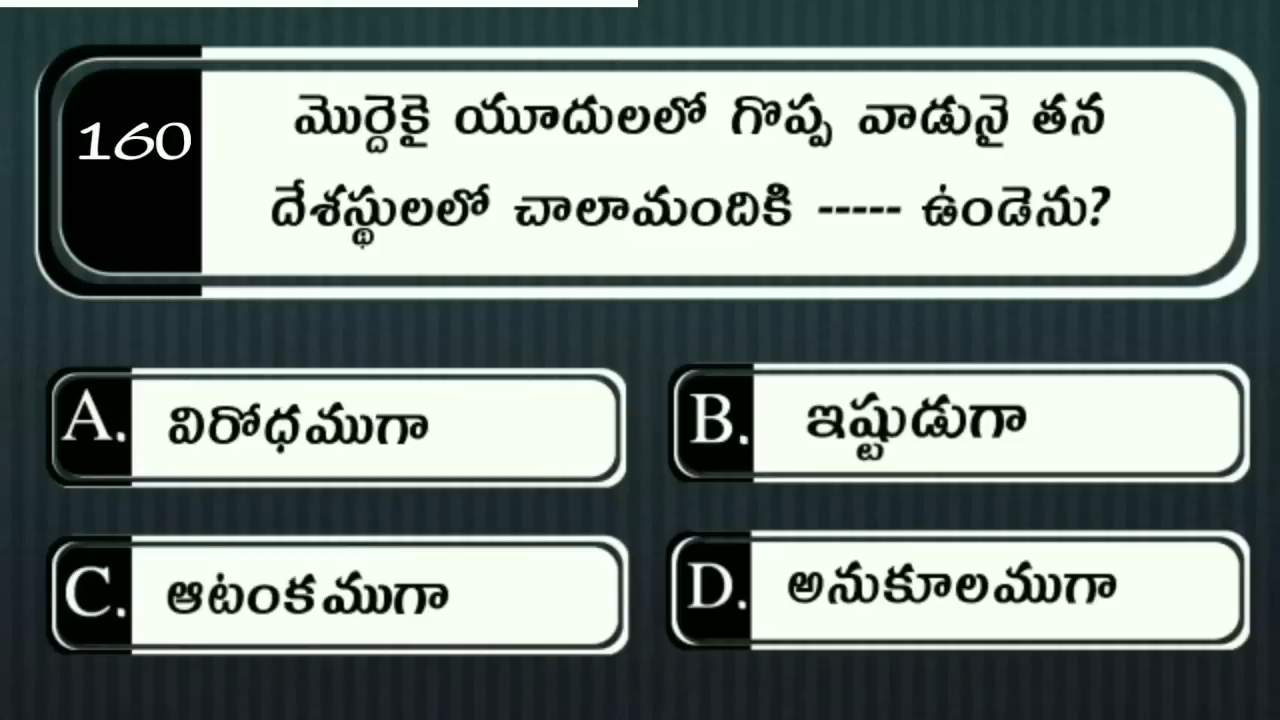 160
మొర్దెకై యూదులలో గొప్ప వాడునై తన
దేశస్థులలో చాలామందికి ----- ఉండెను?
A. విరోధముగా
B. ఇష్టుడుగా
C. ఆటంకముగా
D. అనుకూలముగా